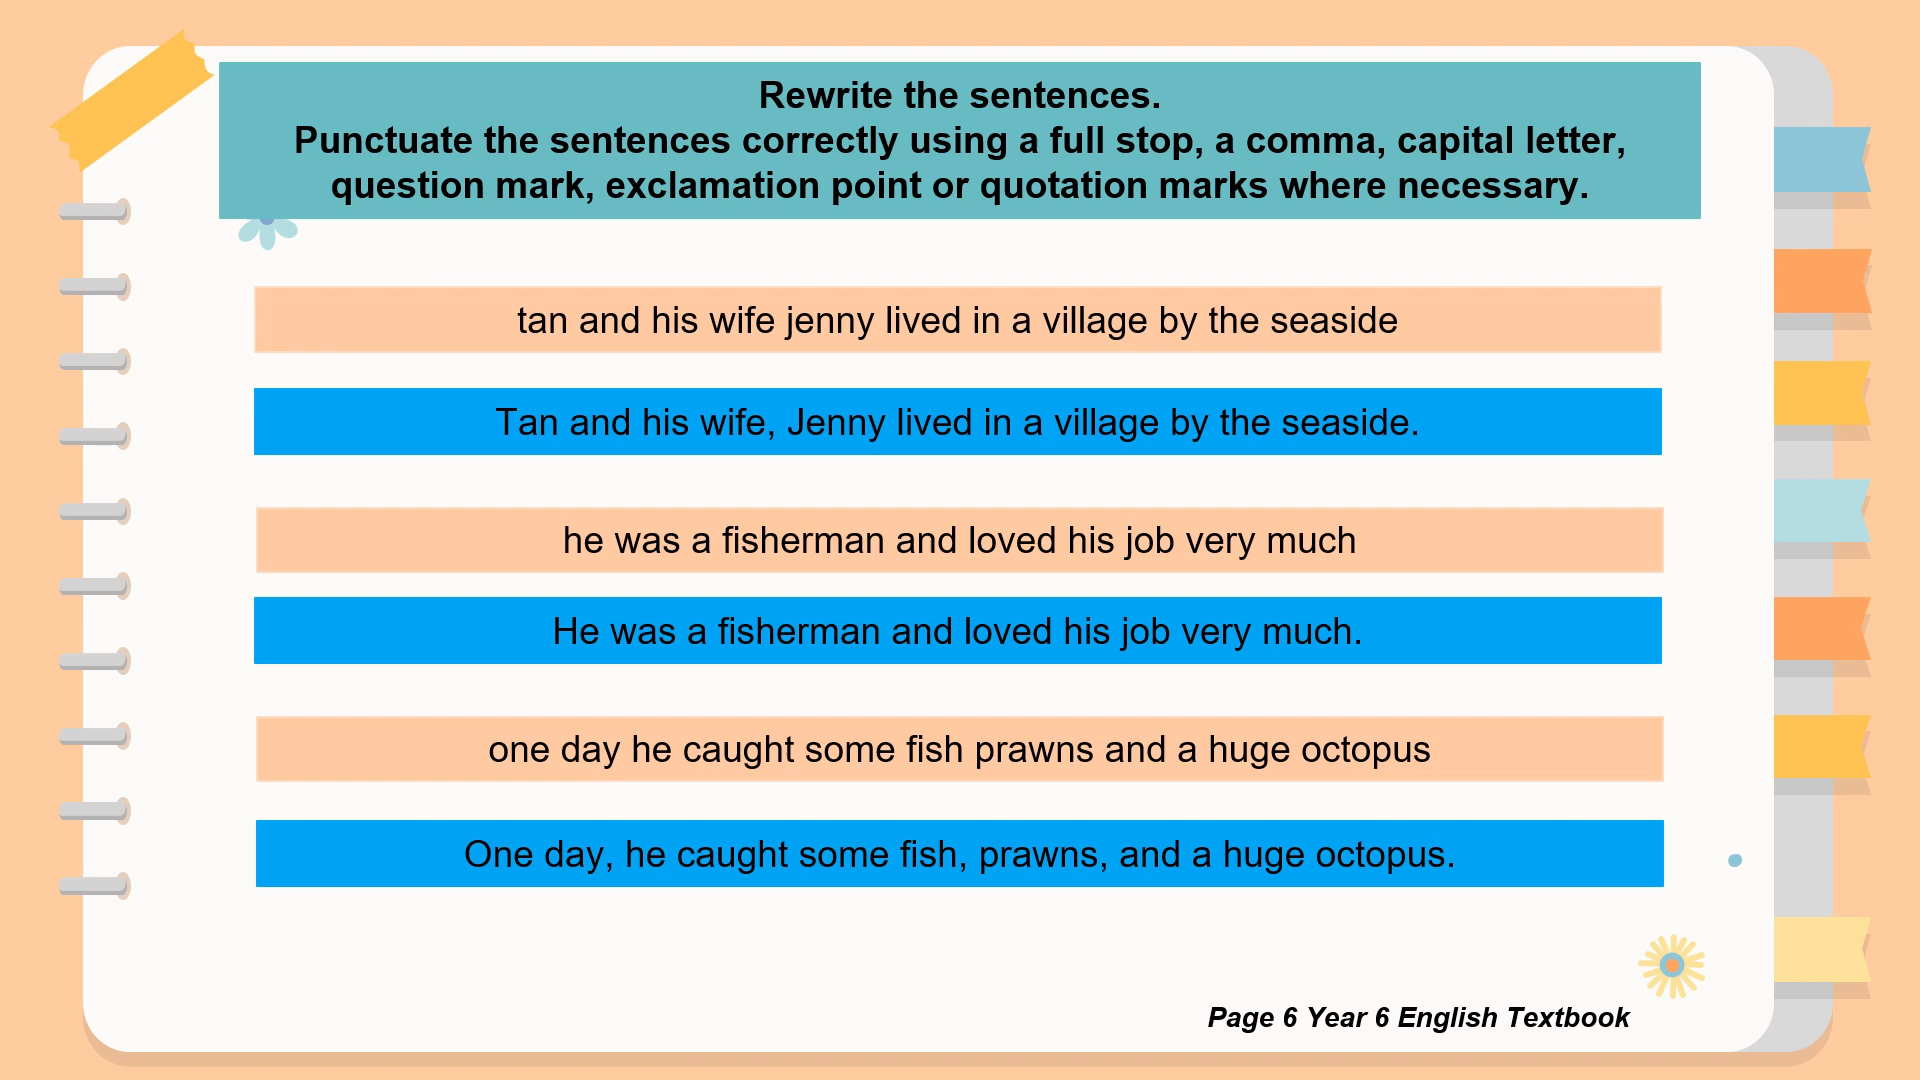 Rewrite the sentences.
Punctuate the sentences correctly using a full stop, a comma, capital letter,
question mark, exclamation point or quotation marks where necessary.
tan and his wife jenny lived in a village by the seaside
Tan and his wife, Jenny lived in a village by the seaside.
he was a fisherman and loved his job very much
He was a fisherman and loved his job very much.
one day he caught some fish prawns and a huge octopus
One day, he caught some fish, prawns, and a huge octopus.
Page 6 Year 6 English Textbook